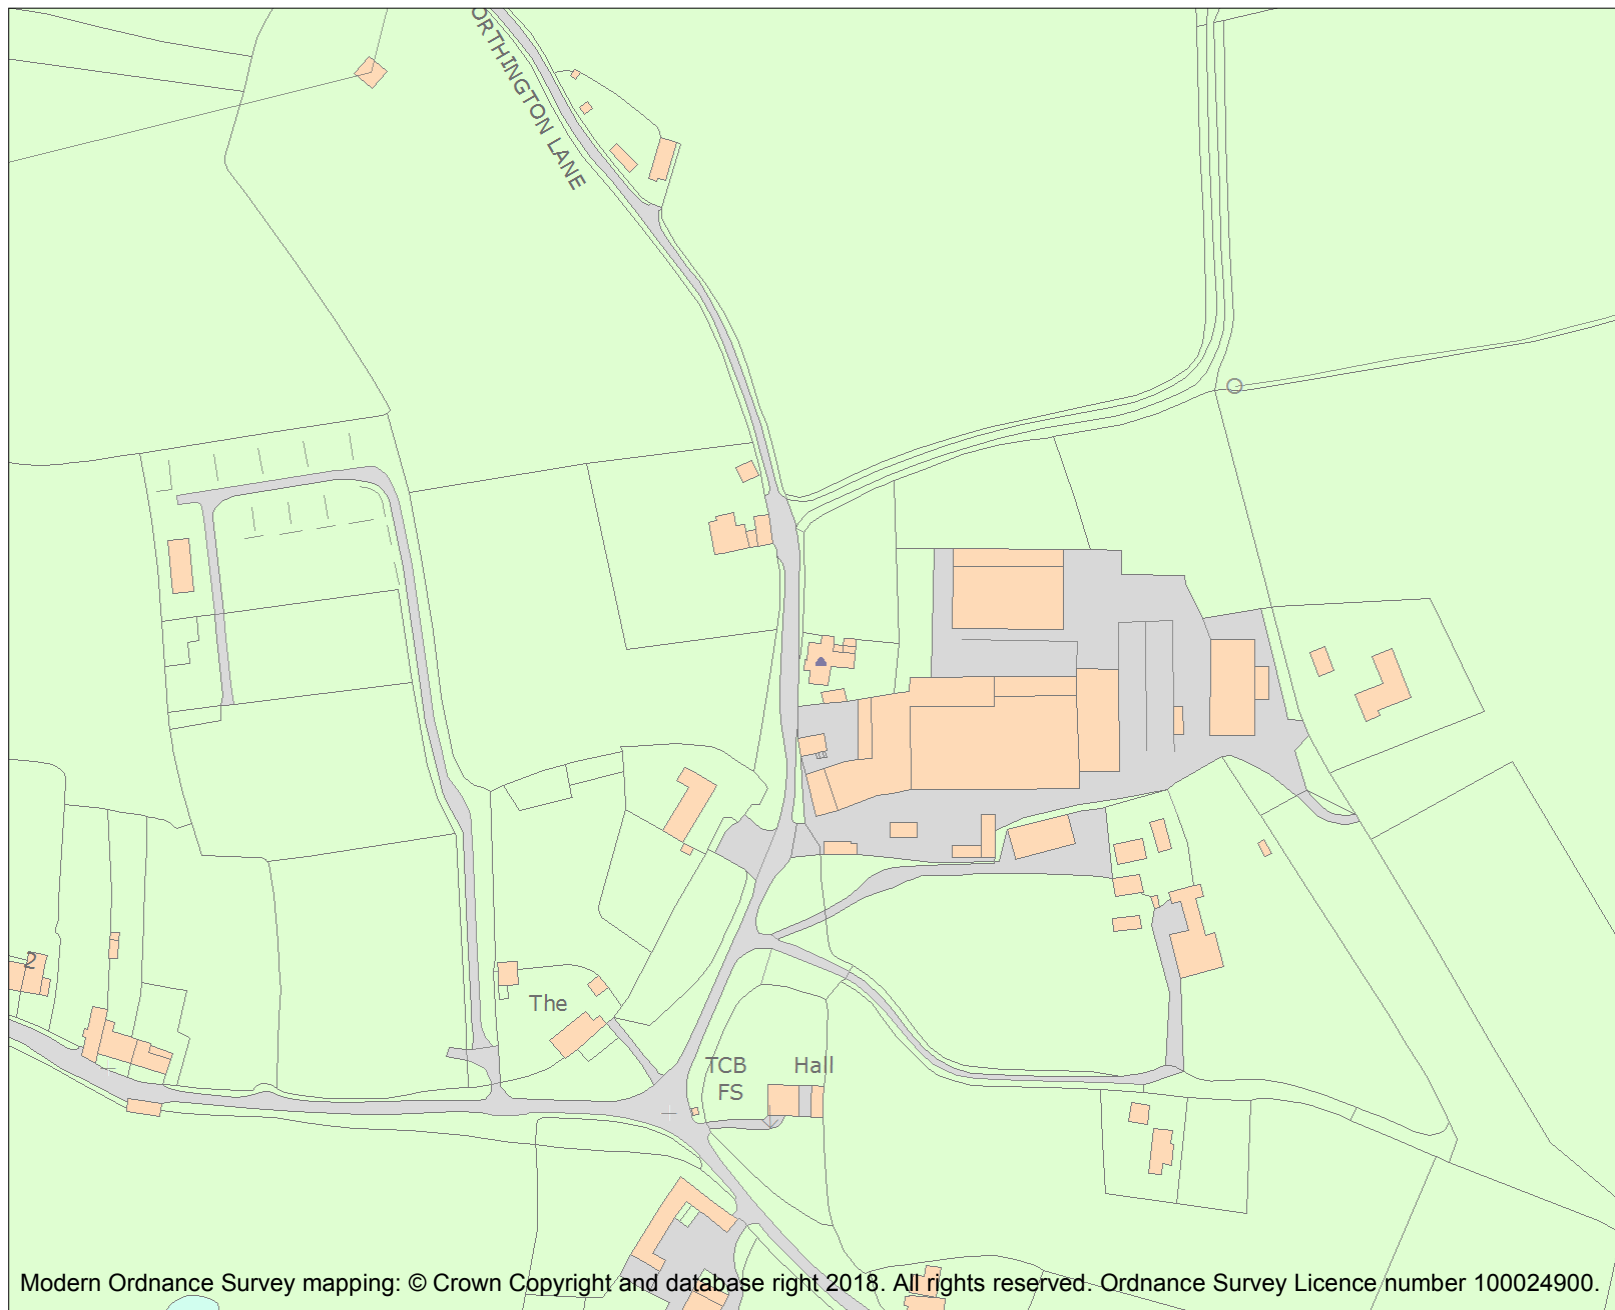 ORTHINGTON LANE
2
The
TCB
FS
Hall
Modern Ordnance Survey mapping: © Crown Copyright and database right 2018. All rights reserved. Ordnance Survey Licence number 100024900.